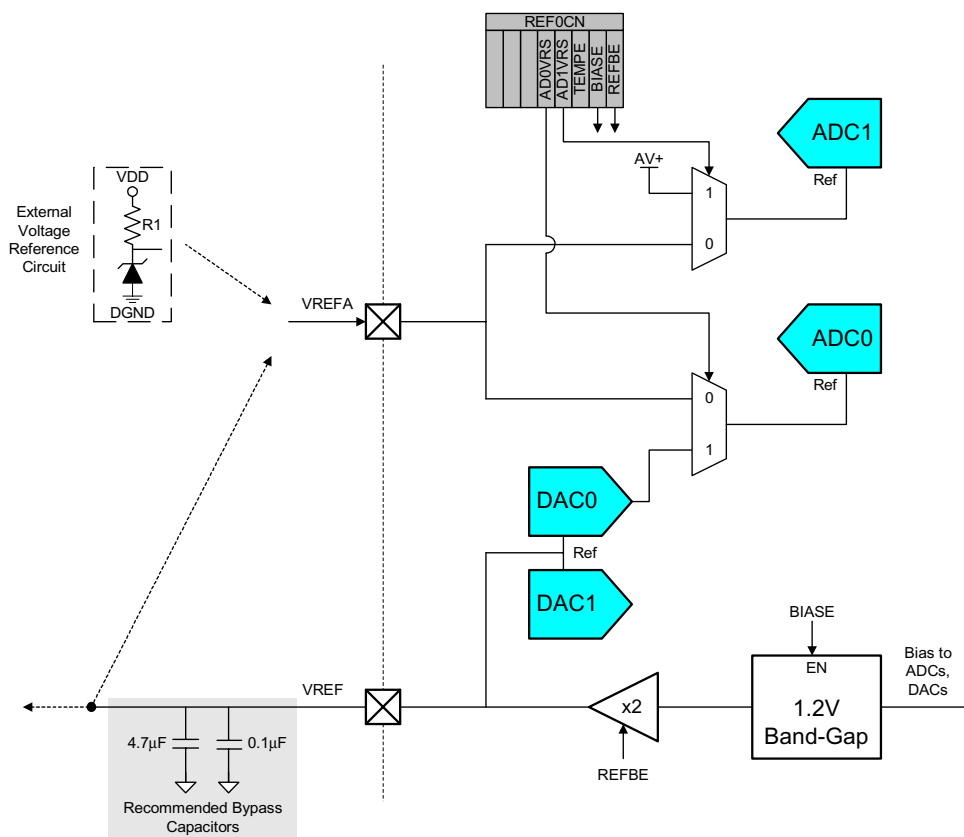 REF0CN
AD0VRS
AD1VRS
TEMPE
BIASE
REFBE
ADC1
Ref
AV+
1
0
VDD
R1
DGND
External
Voltage
Reference
Circuit
VREFA
ADC0
Ref
0
1
DAC0
Ref
DAC1
BIASE
EN
1.2V
Band-Gap
Bias to
ADCs,
DACs
VREF
x2
REFBE
4.7µF
0.1µF
Recommended Bypass
Capacitors